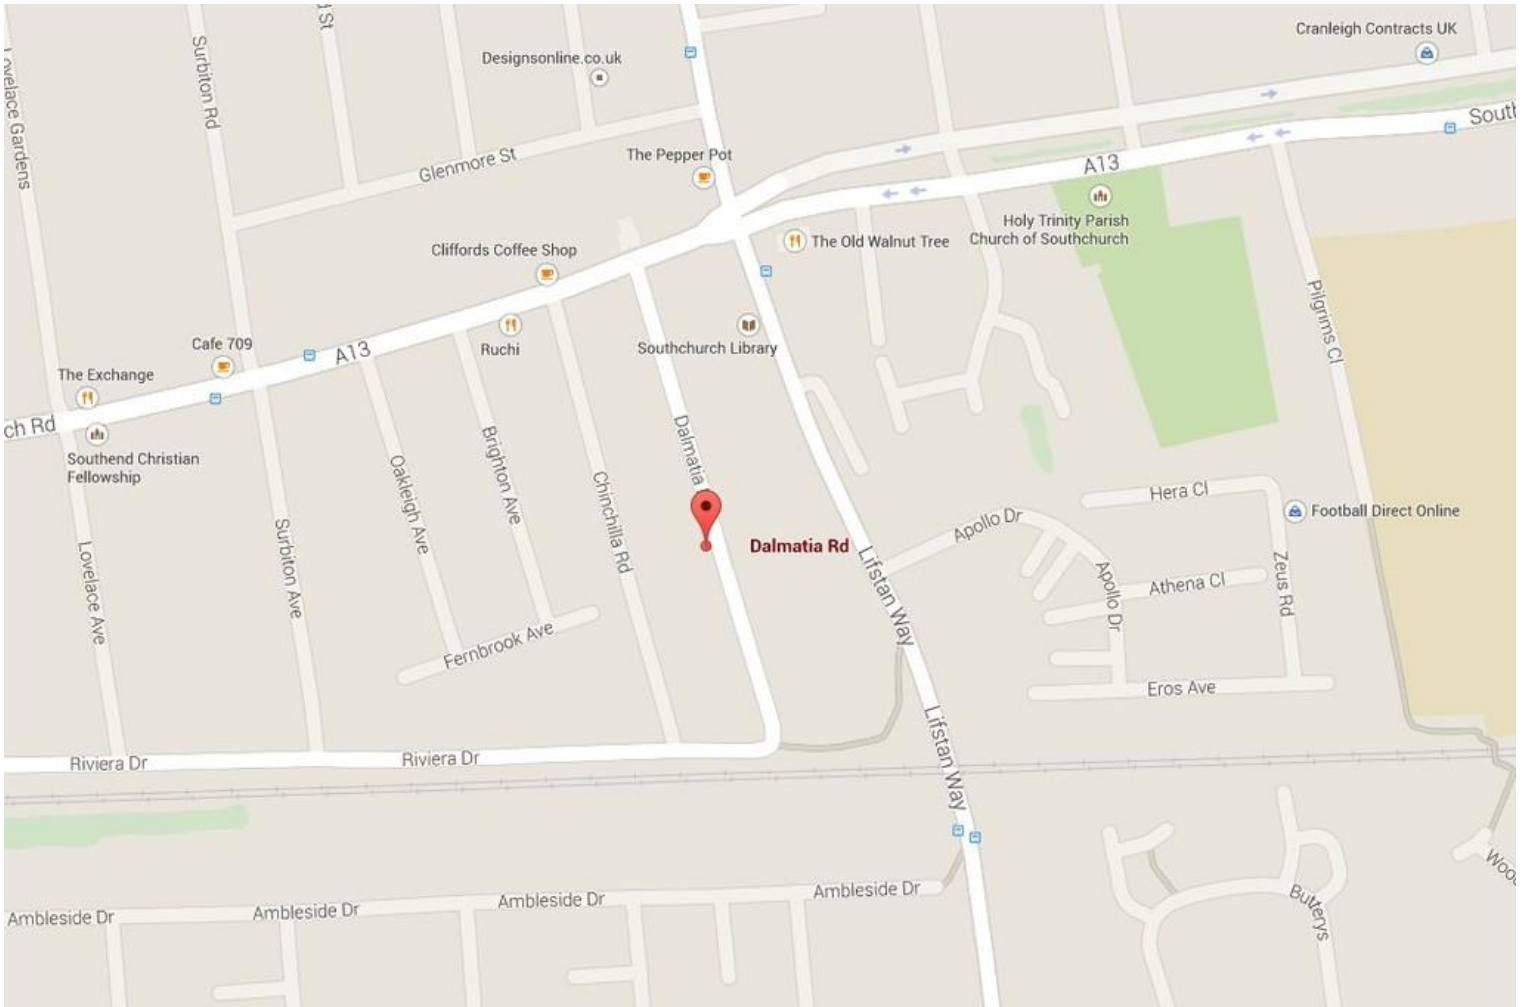 Cranleigh Contracts UK
Designsonline.co.uk
Surbiton Rd
Lovelace Gardens
South
Glenmore St
The Pepper Pot
A13
Holy Trinity Parish
Church of Southchurch
The Old Walnut Tree
Cliffords Coffee Shop
Pilgrims Cl
Cafe 709
A13
Ruchi
Southchurch Library
The Exchange
ch Rd
Southend Christian
Fellowship
Dalmatia
Brighton Ave
Oakleigh Ave
Chinchilla Rd
Hera Cl
Football Direct Online
Apollo Dr
Dalmatia Rd
Surbiton Ave
Lovelace Ave
Lifstan Way
Apollo Dr
Athena Cl
Zeus Rd
Fernbrook Ave
Eros Ave
Riviera Dr
Riviera Dr
Lifstan Way
Ambleside Dr
Ambleside Dr
Ambleside Dr
Ambleside Dr
Butterys